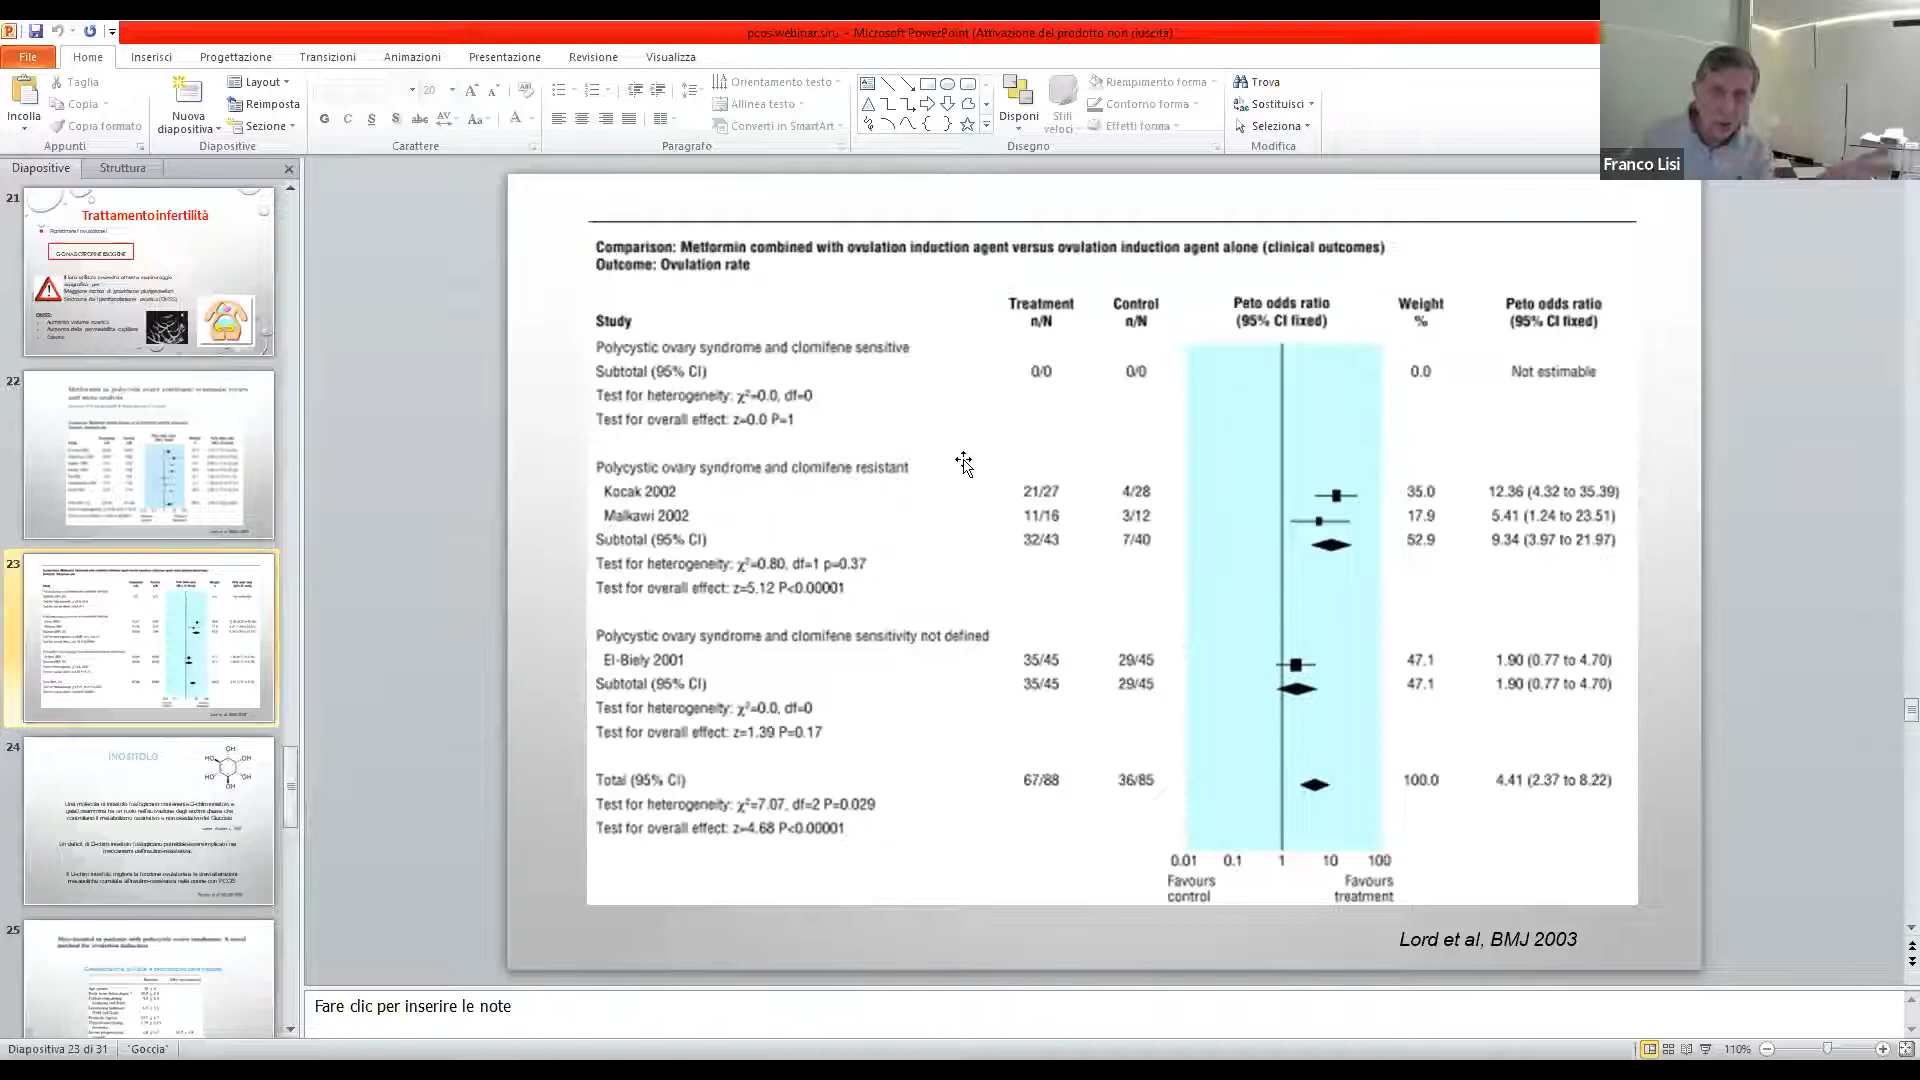 pcos-webinar.siru - Microsoft PowerPoint (Attivazione del prodotto non riuscita)
File Home Inserisci Progettazione Transizioni Animazioni Presentazione Revisione Visualizza
Incolla
Taglia
Copia
Copia formato
Appunti
Nuova diapositiva
Layout
Reimposta
Sezione
Diapositive
20
G C S S abc AV Aa A
Carattere
Orientamento testo
Allinea testo
Converti in SmartArt
Paragrafo
Disponi
Stili veloci
Riempimento forma
Contorno forma
Effetti forma
Disegno
Trova
Sostituisci
Seleziona
Modifica
Franco Lisi
Diapositive Struttura
21
Trattamento infertilità
GONADOTROPINE ESOGENE
22
23
24
INOSITOLO
25
Comparison: Metformin combined with ovulation induction agent versus ovulation induction agent alone (clinical outcomes)
Outcome: Ovulation rate
Study Treatment n/N Control n/N Peto odds ratio (95% CI fixed) Weight % Peto odds ratio (95% CI fixed)
Polycystic ovary syndrome and clomifene sensitive
Subtotal (95% CI) 0/0 0/0 0.0 Not estimable
Test for heterogeneity: χ²=0.0, df=0
Test for overall effect: z=0.0 P=1
Polycystic ovary syndrome and clomifene resistant
Kocak 2002 21/27 4/28 35.0 12.36 (4.32 to 35.39)
Malkawi 2002 11/16 3/12 17.9 5.41 (1.24 to 23.51)
Subtotal (95% CI) 32/43 7/40 52.9 9.34 (3.97 to 21.97)
Test for heterogeneity: χ²=0.80, df=1 p=0.37
Test for overall effect: z=5.12 P<0.00001
Polycystic ovary syndrome and clomifene sensitivity not defined
El-Biely 2001 35/45 29/45 47.1 1.90 (0.77 to 4.70)
Subtotal (95% CI) 35/45 29/45 47.1 1.90 (0.77 to 4.70)
Test for heterogeneity: χ²=0.0, df=0
Test for overall effect: z=1.39 P=0.17
Total (95% CI) 67/88 36/85 100.0 4.41 (2.37 to 8.22)
Test for heterogeneity: χ²=7.07, df=2 P=0.029
Test for overall effect: z=4.68 P<0.00001
0.01 0.1 1 10 100
Favours control
Favours treatment
Lord et al, BMJ 2003
Fare clic per inserire le note
Diapositiva 23 di 31 "Goccia" 110%